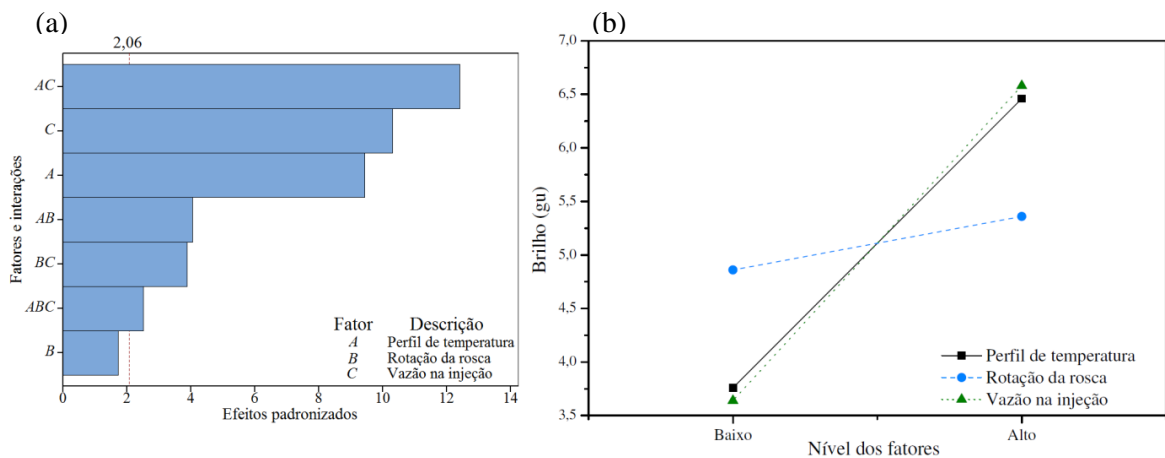 (a)
2,06
Fatores e interações
AC
C
A
AB
BC
ABC
B
Fator Descrição
A Perfil de temperatura
B Rotação da rosca
C Vazão na injeção
0 2 4 6 8 10 12 14
Efeitos padronizados
(b)
Brilho (gu)
7,0
6,5
6,0
5,5
5,0
4,5
4,0
3,5
Perfil de temperatura
Rotação da rosca
Vazão na injeção
Baixo Alto
Nível dos fatores